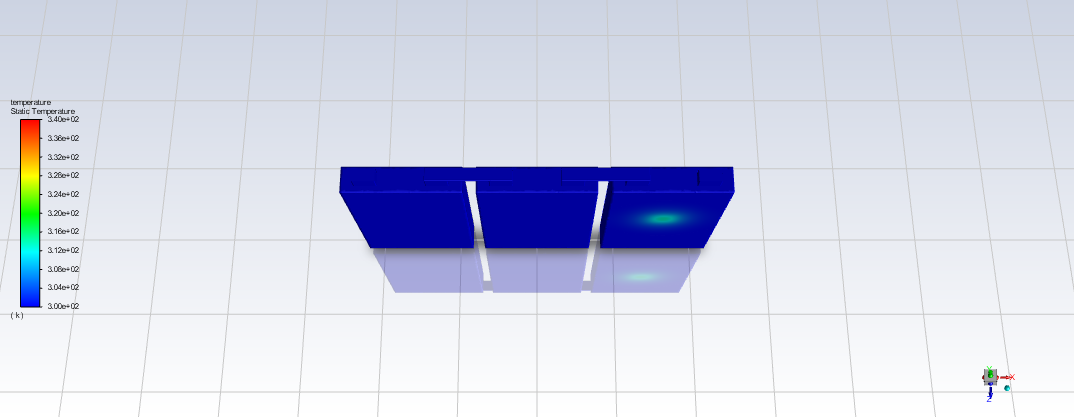 temperature
Static Temperature
3.40e+02
3.36e+02
3.32e+02
3.28e+02
3.24e+02
3.20e+02
3.16e+02
3.12e+02
3.08e+02
3.04e+02
3.00e+02
( k )
Y
X
Z